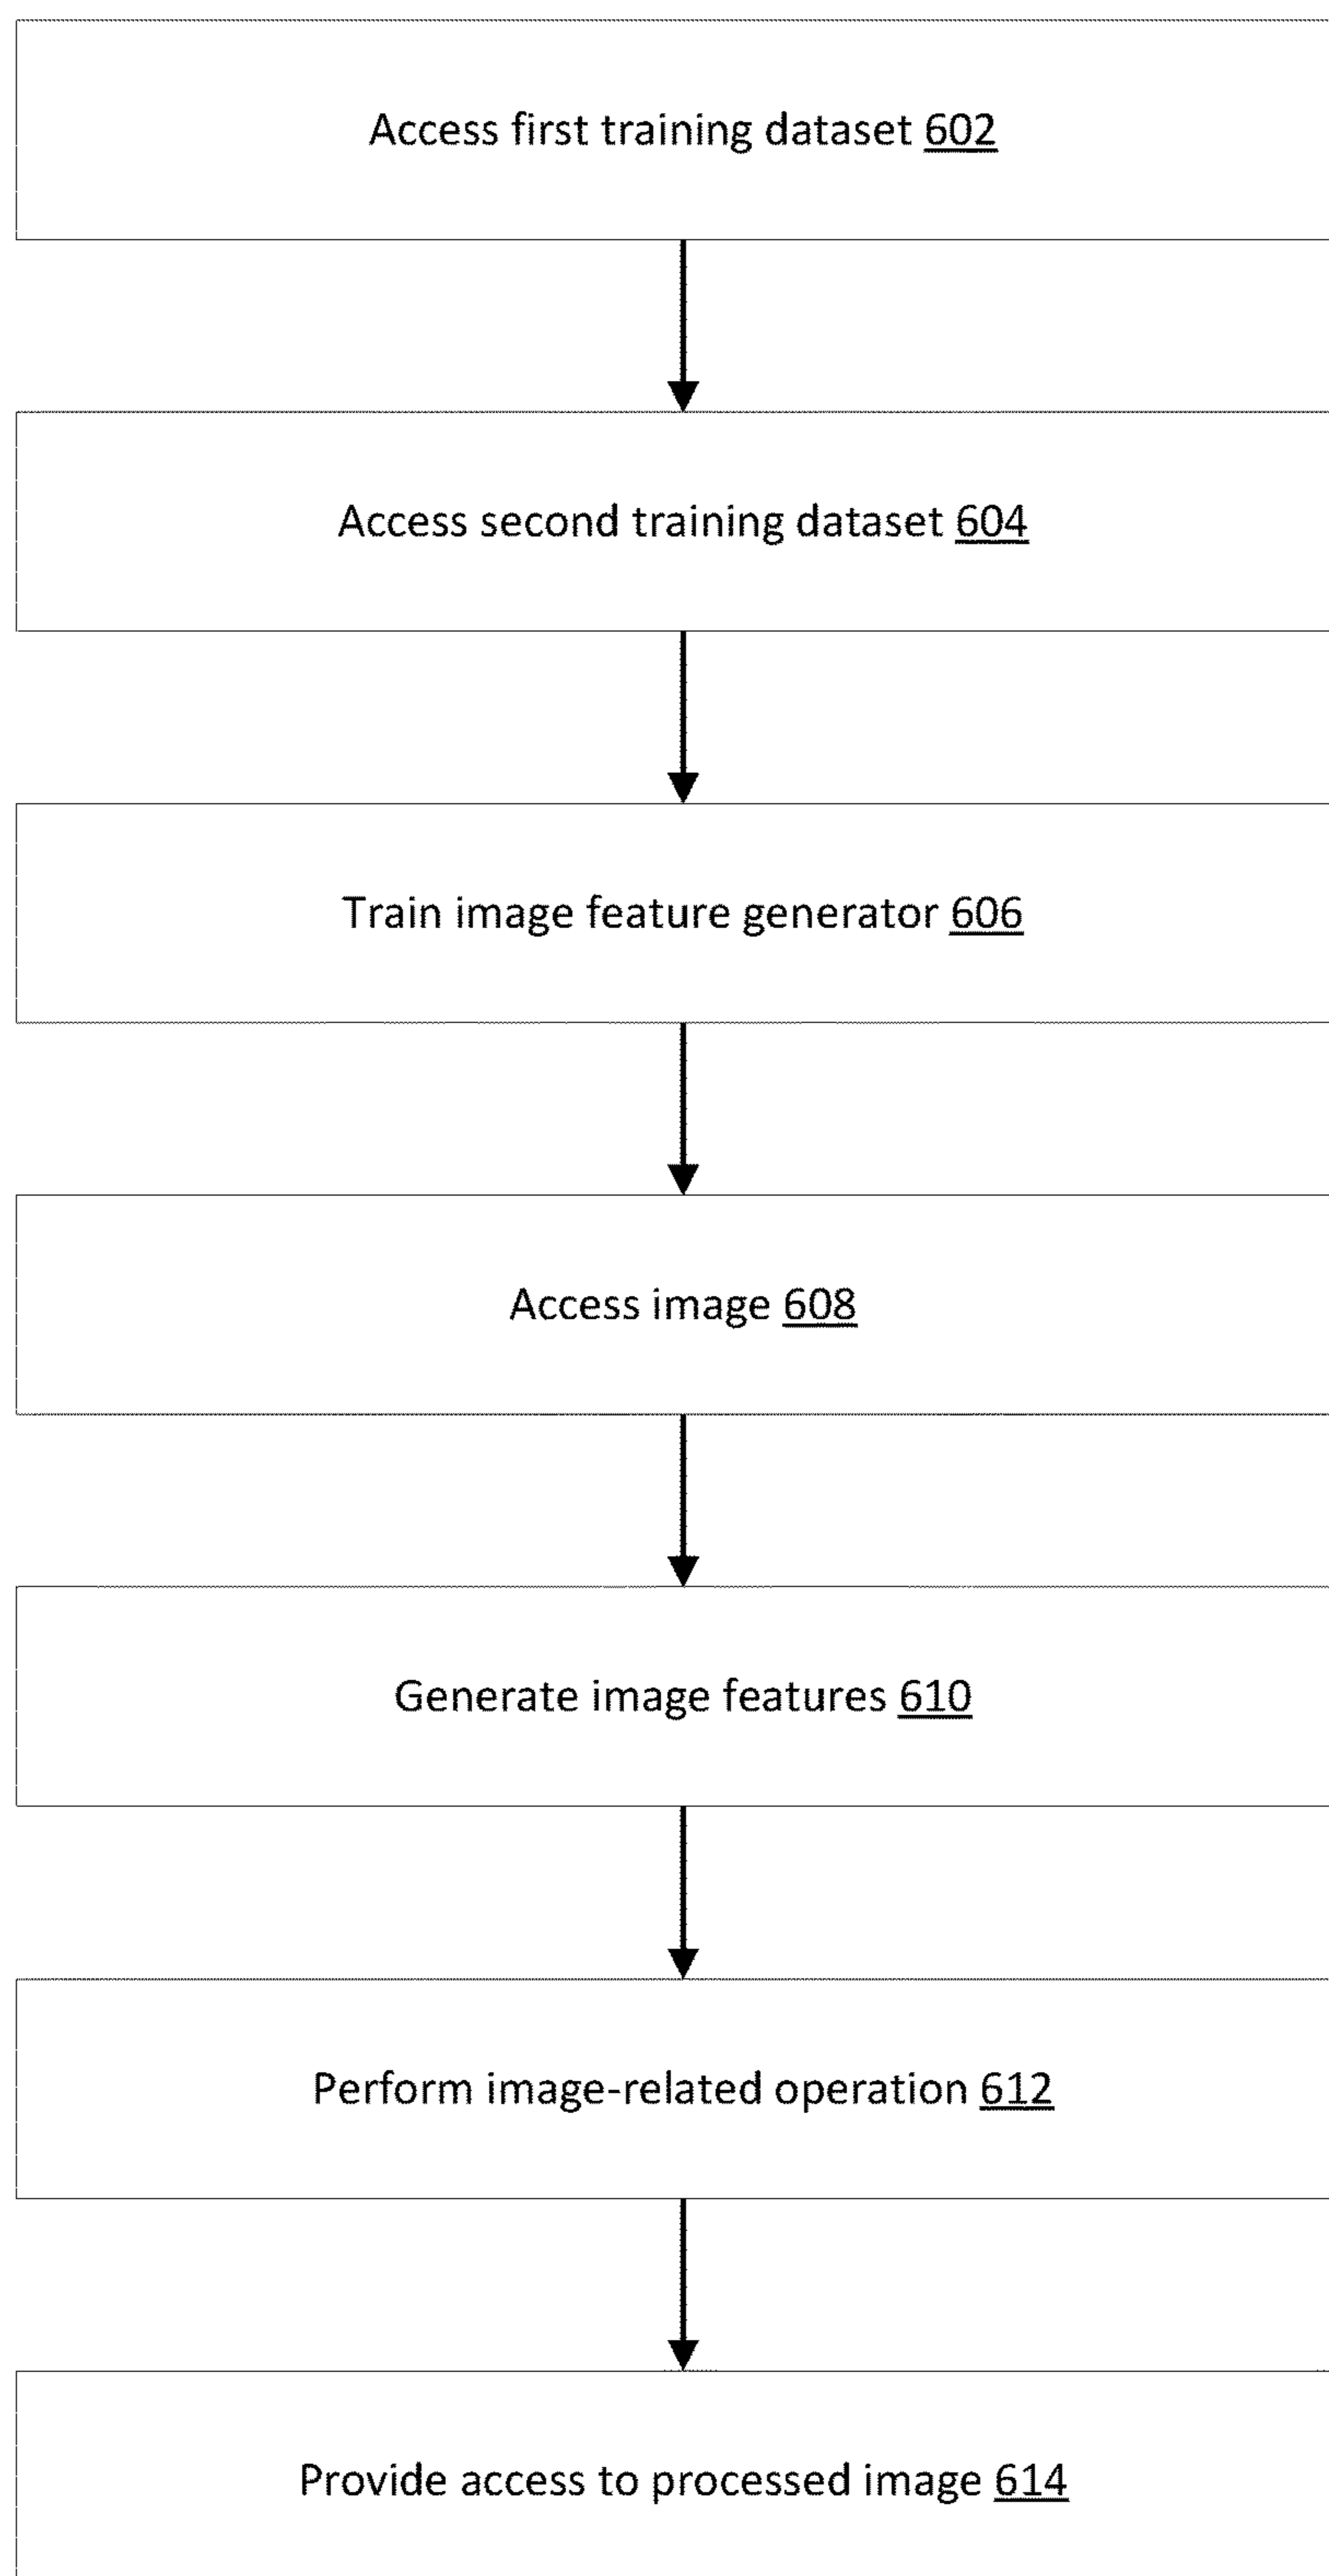 Access first training dataset 602
Access second training dataset 604
Train image feature generator 606
Access image 608
Generate image features 610
Perform image-related operation 612
Provide access to processed image 614